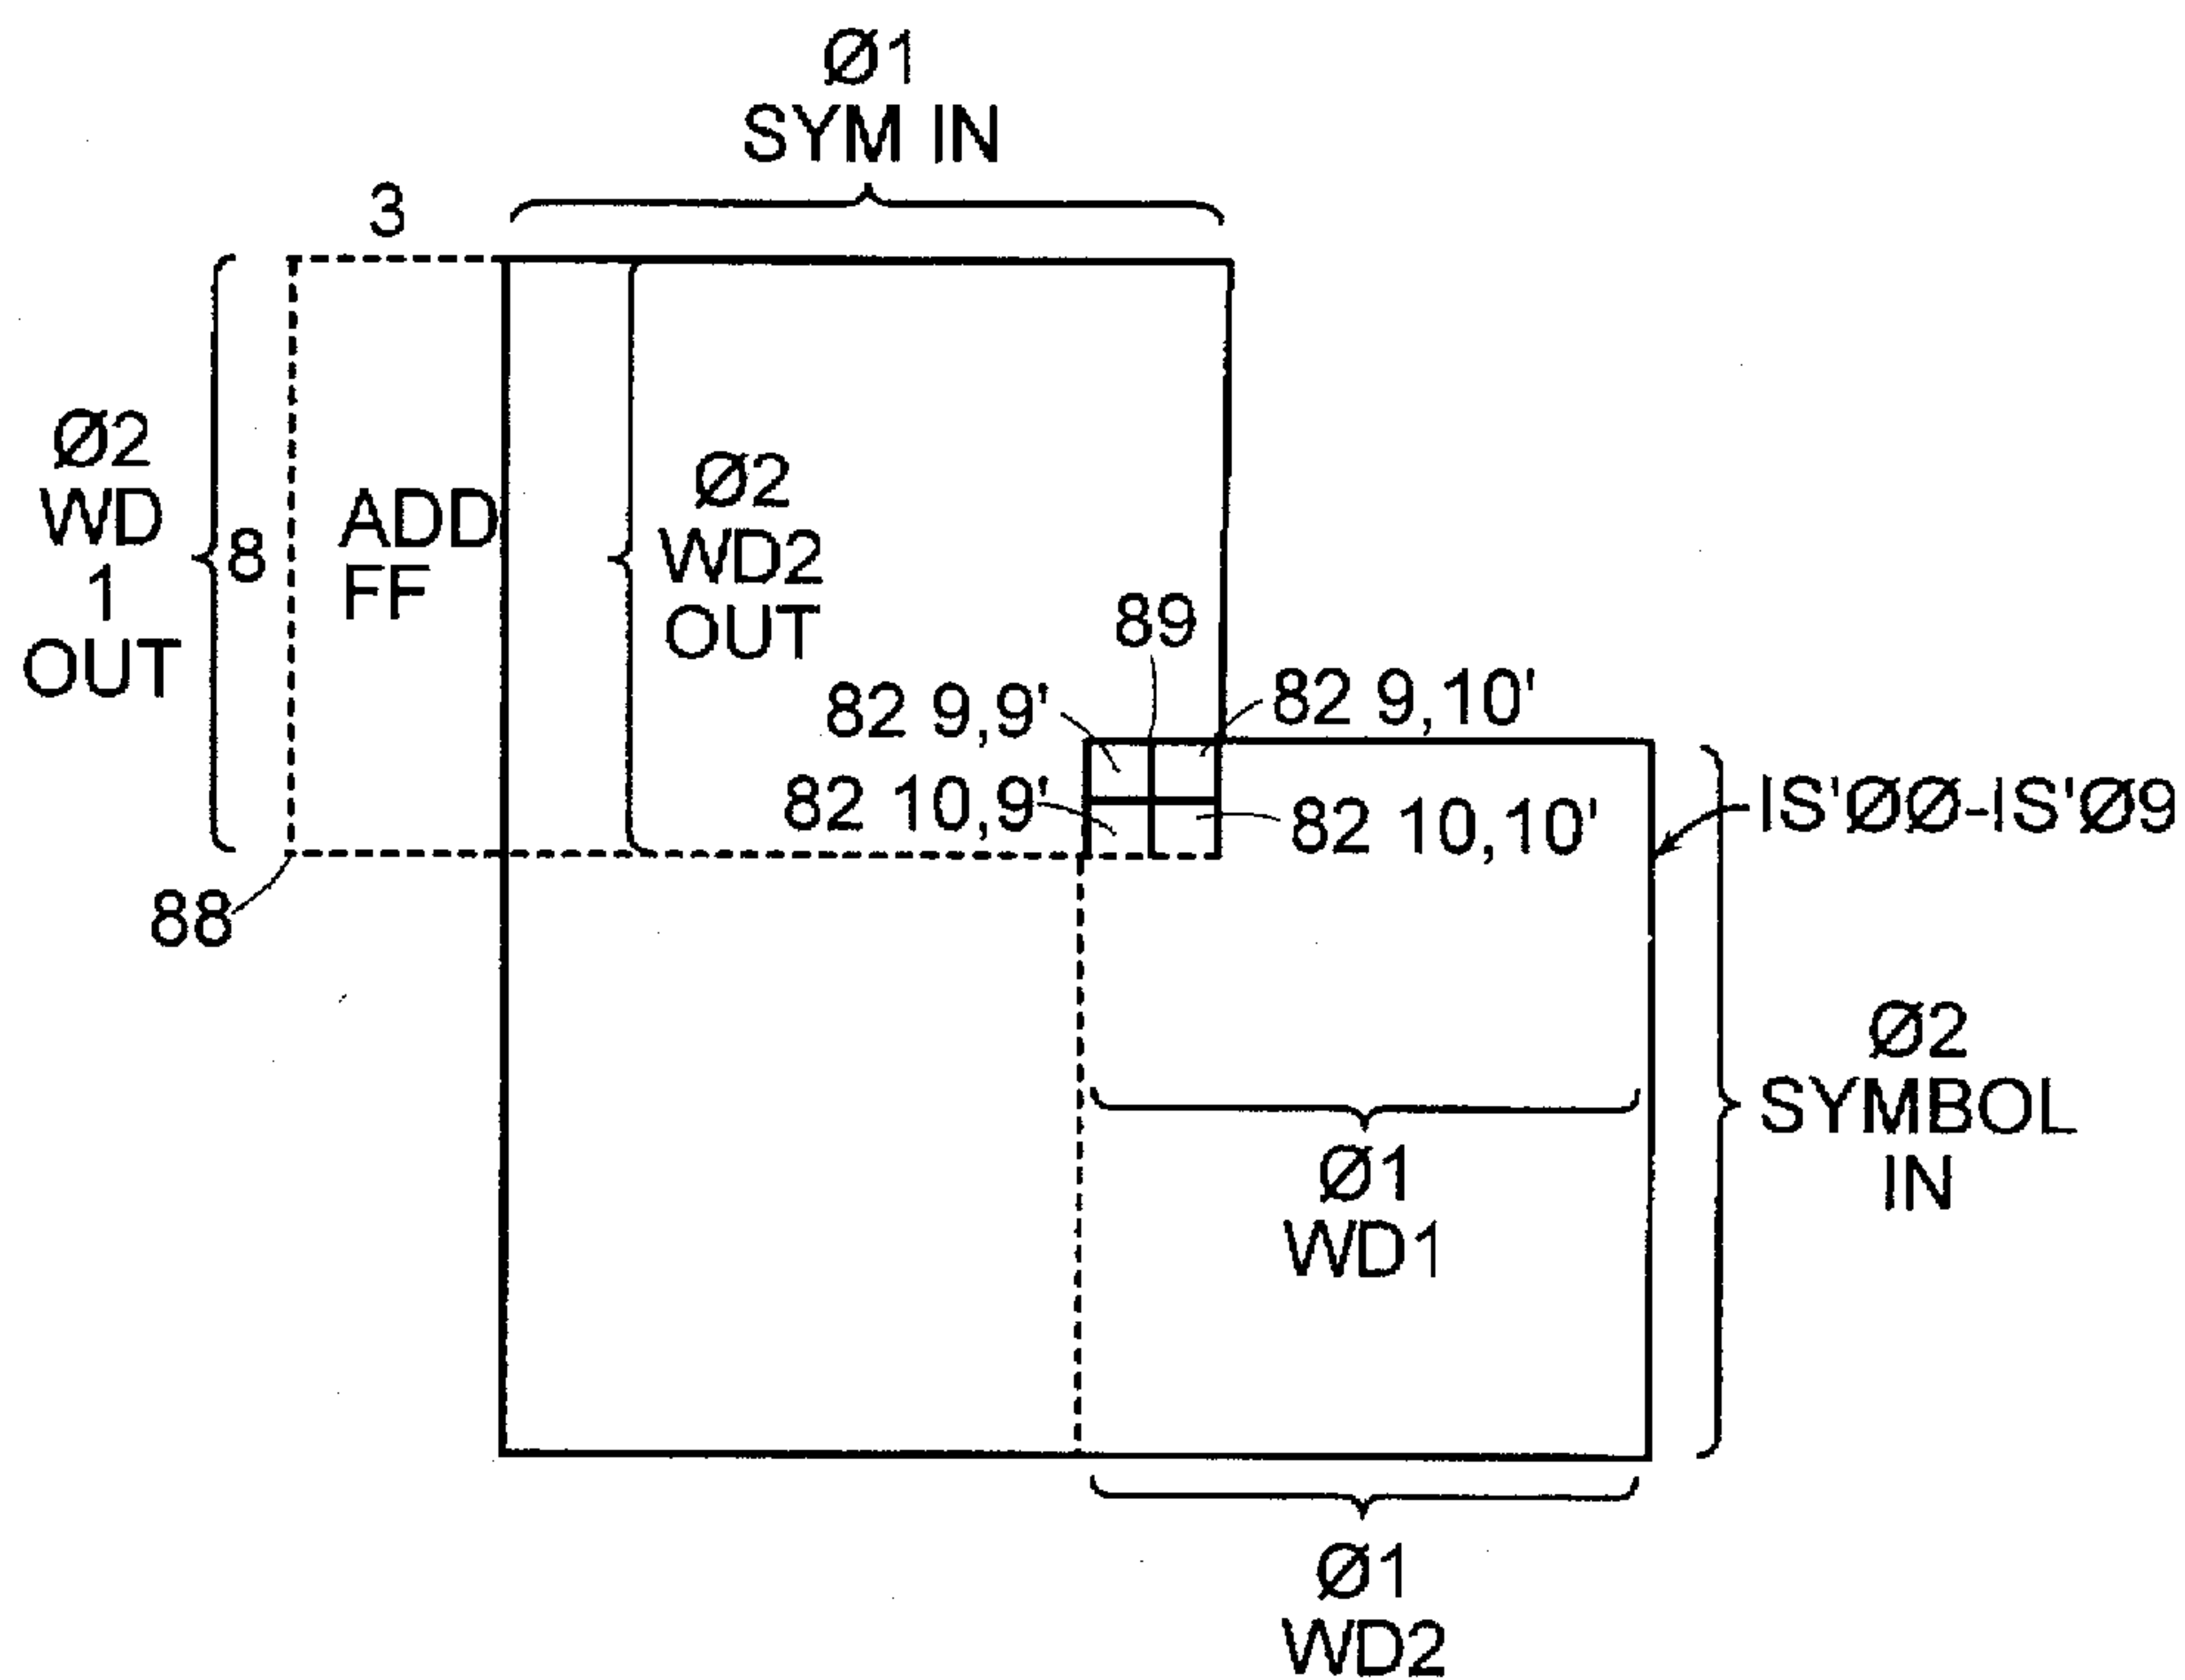 Ø1
SYM IN
3
Ø2
WD
1
OUT
8
ADD
FF
Ø2
WD2
OUT
89
82 9,9'
82 9,10'
82 10,9'
82 10,10'
IS'ØØ-IS'Ø9
88
Ø1
WD1
Ø2
SYMBOL
IN
Ø1
WD2